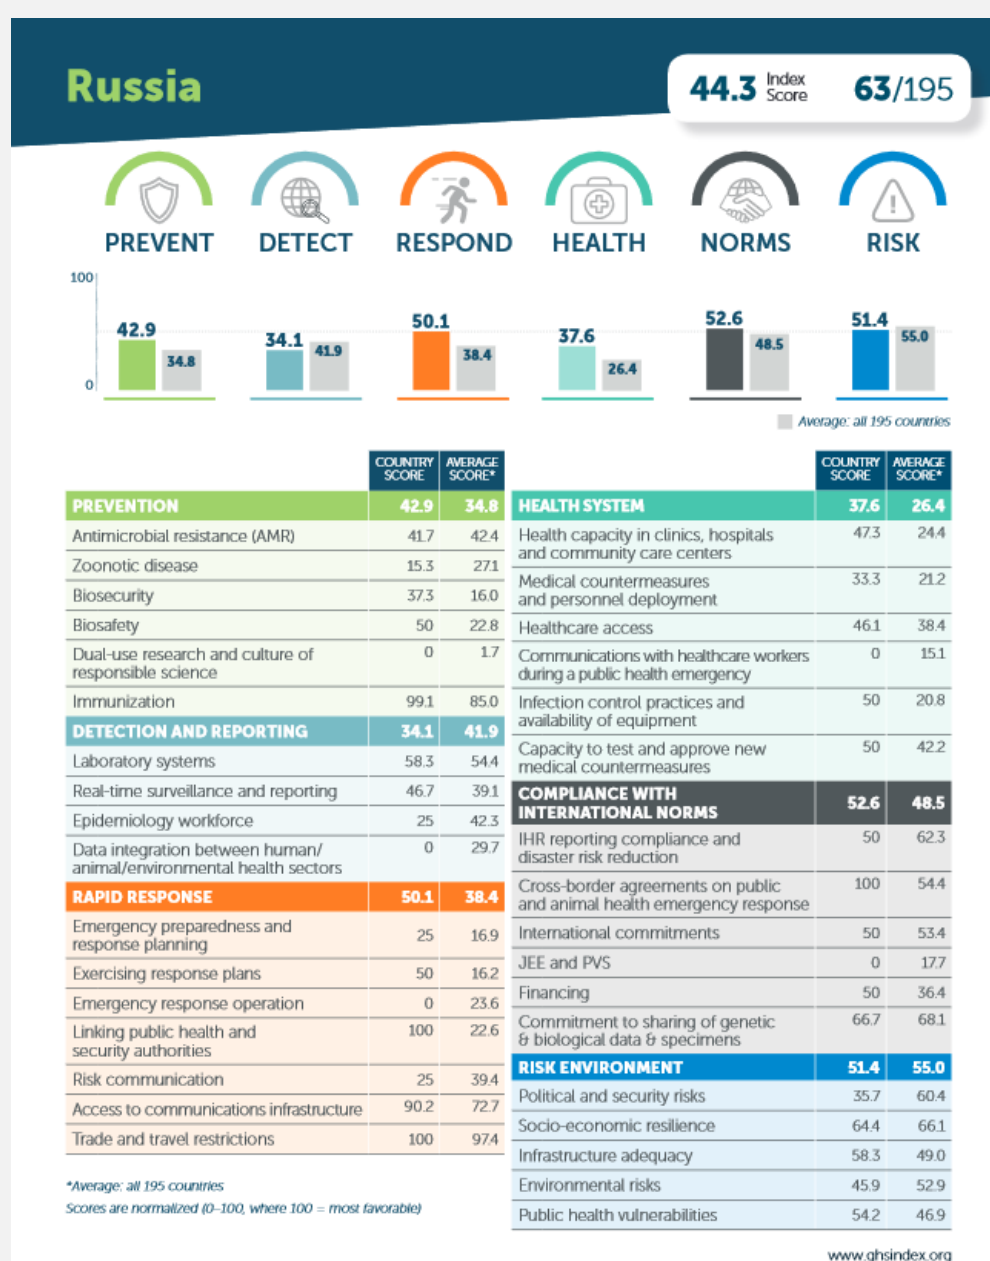 Russia
44.3 Index Score 63/195
PREVENT DETECT RESPOND HEALTH NORMS RISK
100
0
42.9 34.8
34.1 41.9
50.1 38.4
37.6 26.4
52.6 48.5
51.4 55.0
Average: all 195 countries
COUNTRY SCORE AVERAGE SCORE*
PREVENTION 42.9 34.8
Antimicrobial resistance (AMR) 41.7 42.4
Zoonotic disease 15.3 27.1
Biosecurity 37.3 16.0
Biosafety 50 22.8
Dual-use research and culture of 0 1.7
responsible science
Immunization 99.1 85.0
DETECTION AND REPORTING 34.1 41.9
Laboratory systems 58.3 54.4
Real-time surveillance and reporting 46.7 39.1
Epidemiology workforce 25 42.3
Data integration between human/ 0 29.7
animal/environmental health sectors
RAPID RESPONSE 50.1 38.4
Emergency preparedness and
response planning 25 16.9
Exercising response plans 50 16.2
Emergency response operation 0 23.6
Linking public health and 100 22.6
security authorities
Risk communication 25 39.4
Access to communications infrastructure 90.2 72.7
Trade and travel restrictions 100 97.4
*Average: all 195 countries
Scores are normalized (0–100, where 100 = most favorable)
COUNTRY SCORE AVERAGE SCORE*
HEALTH SYSTEM 37.6 26.4
Health capacity in clinics, hospitals 47.3 24.4
and community care centers
Medical countermeasures 33.3 21.2
and personnel deployment
Healthcare access 46.1 38.4
Communications with healthcare workers 0 15.1
during a public health emergency
Infection control practices and 50 20.8
availability of equipment
Capacity to test and approve new 50 42.2
medical countermeasures
COMPLIANCE WITH
INTERNATIONAL NORMS 52.6 48.5
IHR reporting compliance and 50 62.3
disaster risk reduction
Cross-border agreements on public 100 54.4
and animal health emergency response
International commitments 50 53.4
JEE and PVS 0 17.7
Financing 50 36.4
Commitment to sharing of genetic 66.7 68.1
& biological data & specimens
RISK ENVIRONMENT 51.4 55.0
Political and security risks 35.7 60.4
Socio-economic resilience 64.4 66.1
Infrastructure adequacy 58.3 49.0
Environmental risks 45.9 52.9
Public health vulnerabilities 54.2 46.9
www.ghsindex.org